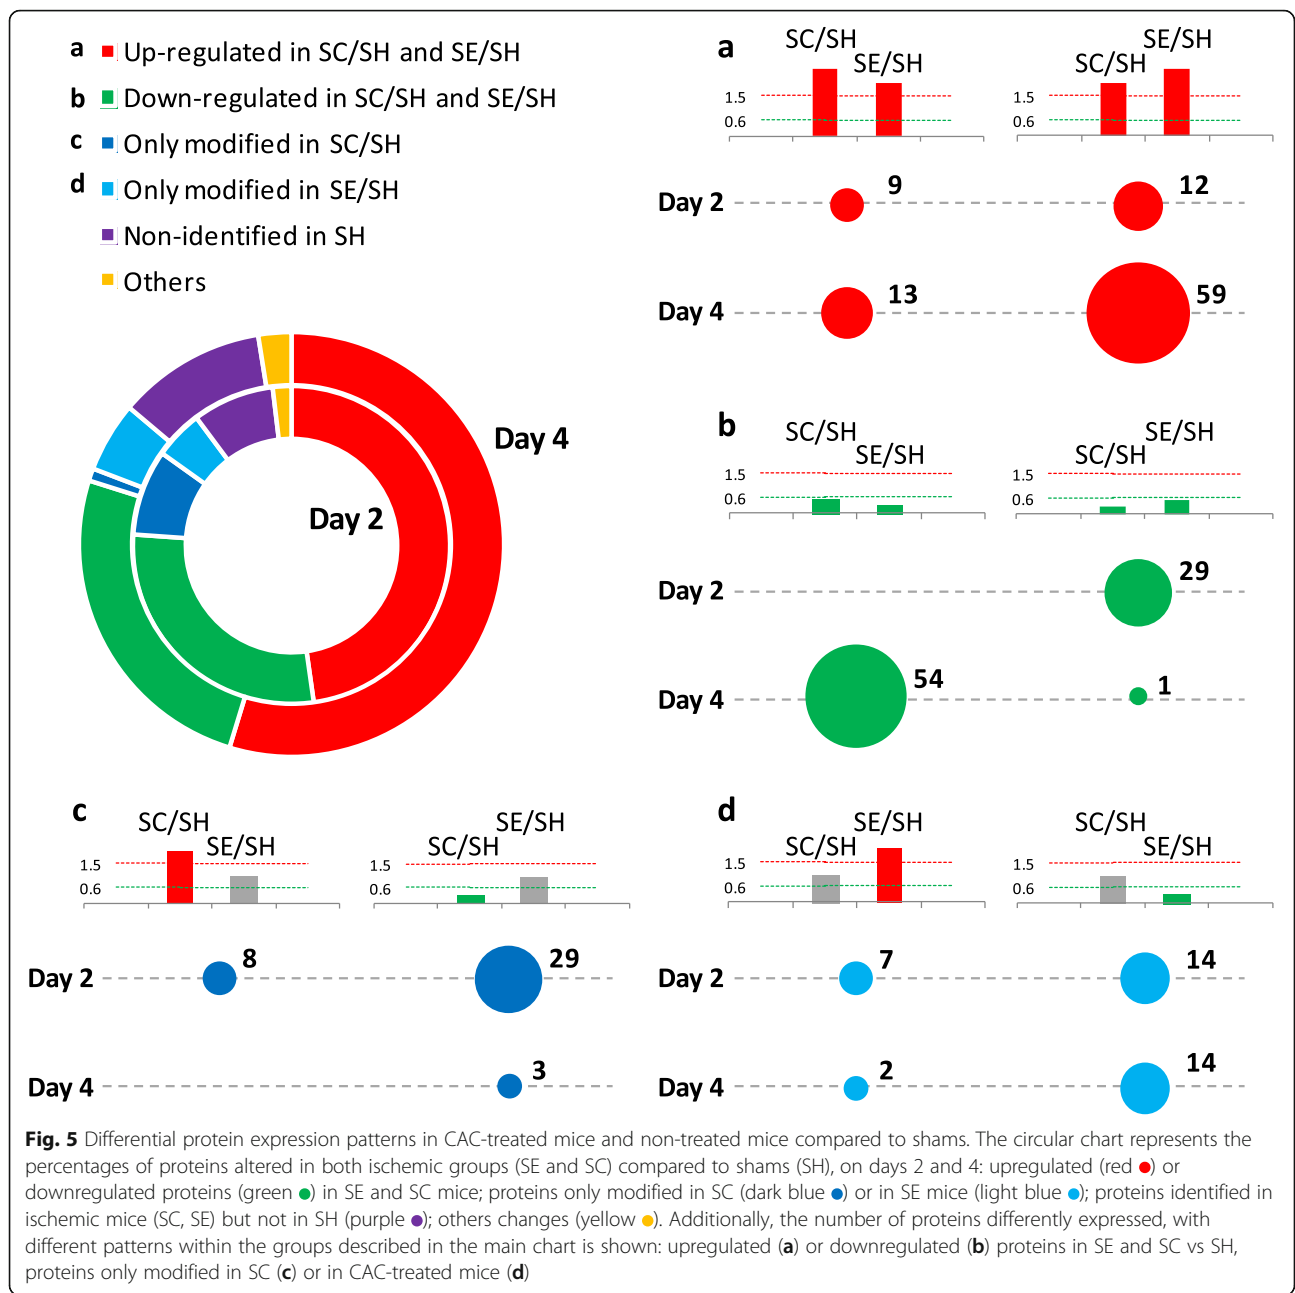 a Up-regulated in SC/SH and SE/SH
b Down-regulated in SC/SH and SE/SH
c Only modified in SC/SH
d Only modified in SE/SH
Non-identified in SH
Others
Day 4
Day 2
a
SC/SH
SE/SH
1.5
0.6
SE/SH
SC/SH
1.5
0.6
Day 2 9 12
Day 4 13 59
b
SC/SH
SE/SH
1.5
0.6
SE/SH
SC/SH
1.5
0.6
Day 2 29
Day 4 54 1
c
SC/SH
SE/SH
1.5
0.6
SE/SH
SC/SH
1.5
0.6
Day 2 8 29
Day 4 3
d
SE/SH
SC/SH
1.5
0.6
SC/SH
SE/SH
1.5
0.6
Day 2 7 14
Day 4 2 14
Fig. 5 Differential protein expression patterns in CAC-treated mice and non-treated mice compared to shams. The circular chart represents the
percentages of proteins altered in both ischemic groups (SE and SC) compared to shams (SH), on days 2 and 4: upregulated (red ●) or
downregulated proteins (green ●) in SE and SC mice; proteins only modified in SC (dark blue ●) or in SE mice (light blue ●); proteins identified in
ischemic mice (SC, SE) but not in SH (purple ●); others changes (yellow ●). Additionally, the number of proteins differently expressed, with
different patterns within the groups described in the main chart is shown: upregulated (a) or downregulated (b) proteins in SE and SC vs SH,
proteins only modified in SC (c) or in CAC-treated mice (d)